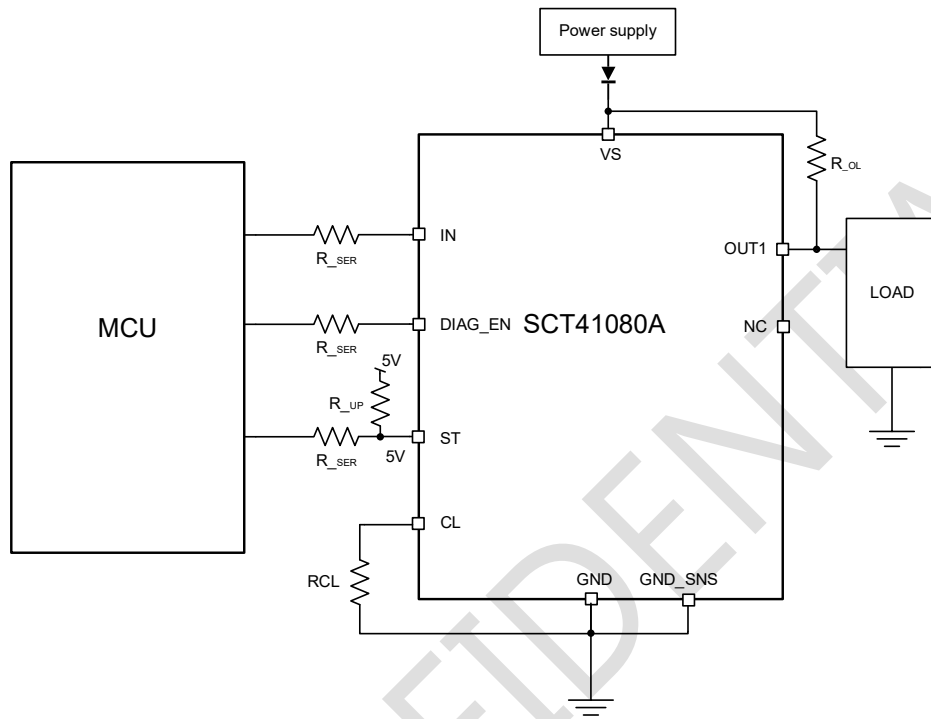 Power supply
VS
R_OL
IN
R_SER
OUT1
LOAD
MCU
DIAG_EN
SCT41080A
NC
R_SER
5V
R_UP
ST
R_SER
5V
CL
RCL
GND
GND_SNS